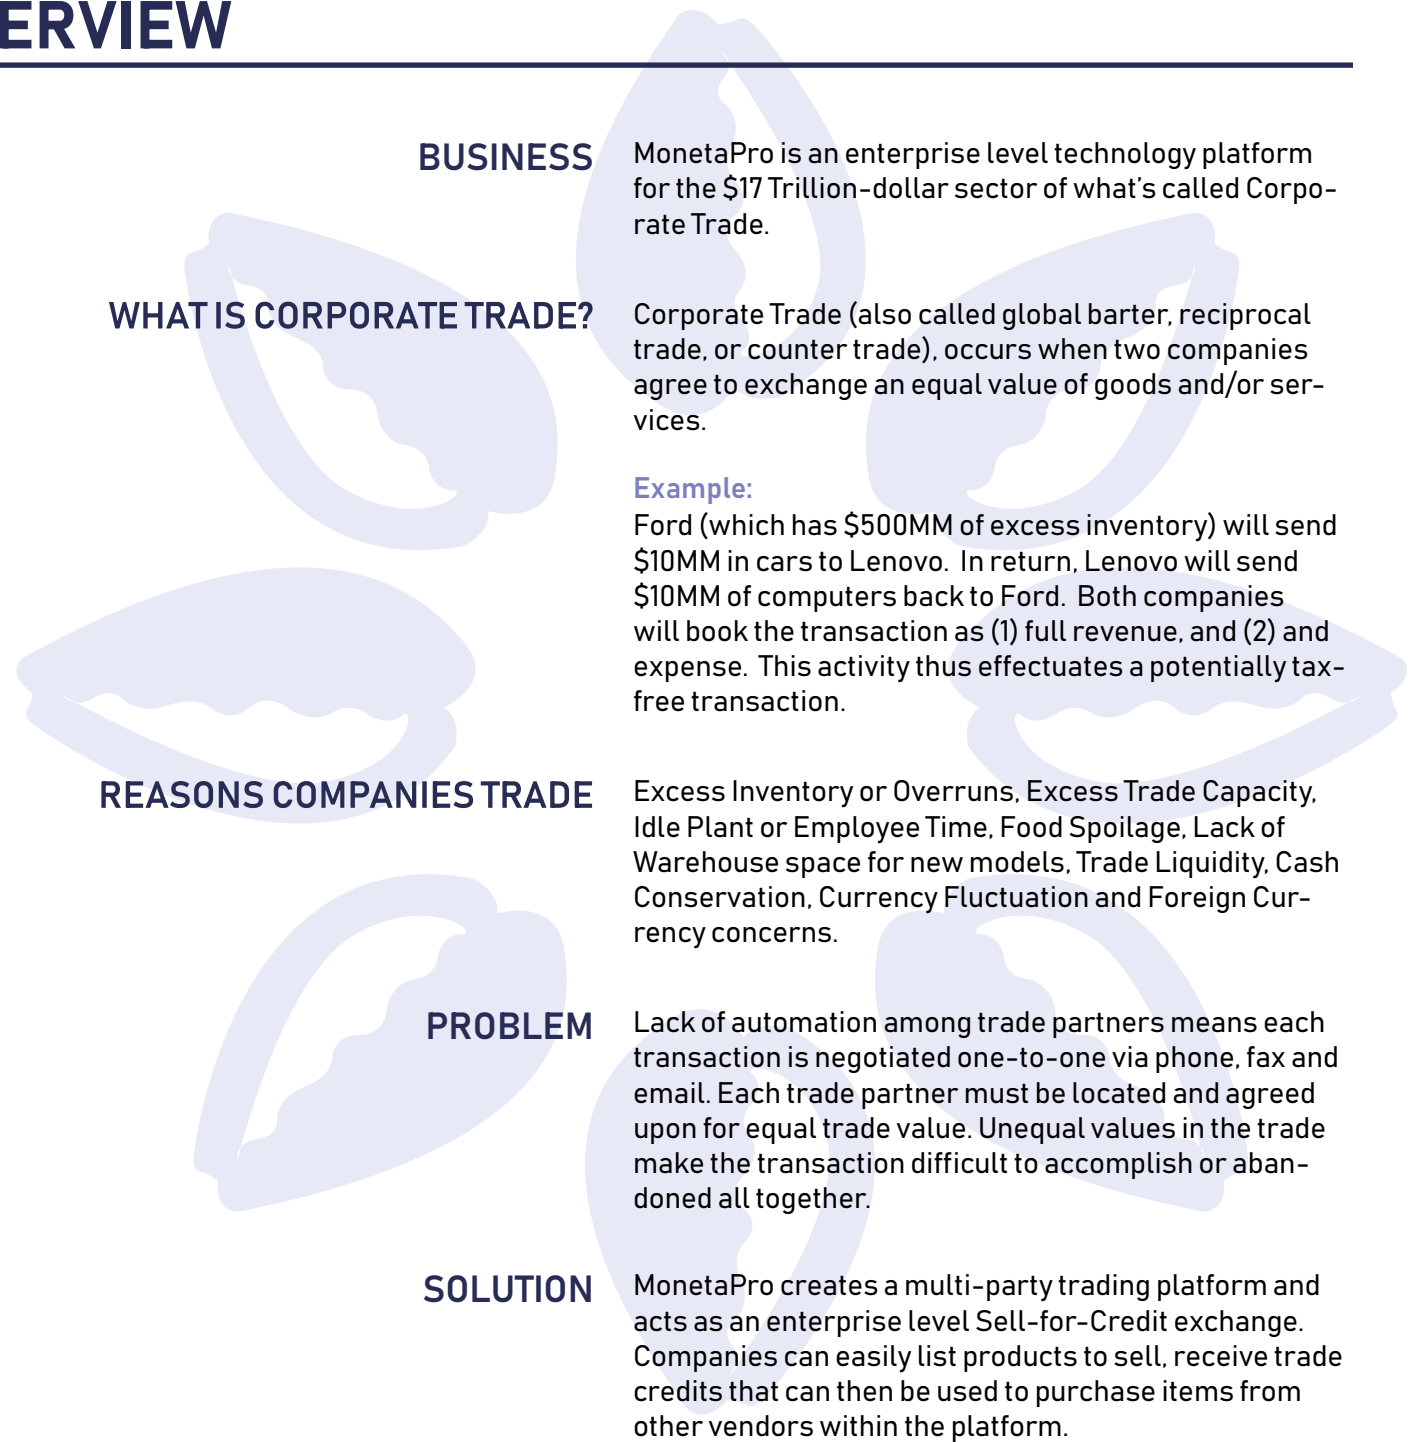 ERVIEW
BUSINESS
MonetaPro is an enterprise level technology platform
for the $17 Trillion-dollar sector of what's called Corpo-
rate Trade.
WHAT IS CORPORATE TRADE?
Corporate Trade (also called global barter, reciprocal
trade, or counter trade), occurs when two companies
agree to exchange an equal value of goods and/or ser-
vices.
Example:
Ford (which has $500MM of excess inventory) will send
$10MM in cars to Lenovo.  In return, Lenovo will send
$10MM of computers back to Ford.  Both companies
will book the transaction as (1) full revenue, and (2) and
expense.  This activity thus effectuates a potentially tax-
free transaction.
REASONS COMPANIES TRADE
Excess Inventory or Overruns, Excess Trade Capacity,
Idle Plant or Employee Time, Food Spoilage, Lack of
Warehouse space for new models, Trade Liquidity, Cash
Conservation, Currency Fluctuation and Foreign Cur-
rency concerns.
PROBLEM
Lack of automation among trade partners means each
transaction is negotiated one-to-one via phone, fax and
email. Each trade partner must be located and agreed
upon for equal trade value. Unequal values in the trade
make the transaction difficult to accomplish or aban-
doned all together.
SOLUTION
MonetaPro creates a multi-party trading platform and
acts as an enterprise level Sell-for-Credit exchange.
Companies can easily list products to sell, receive trade
credits that can then be used to purchase items from
other vendors within the platform.